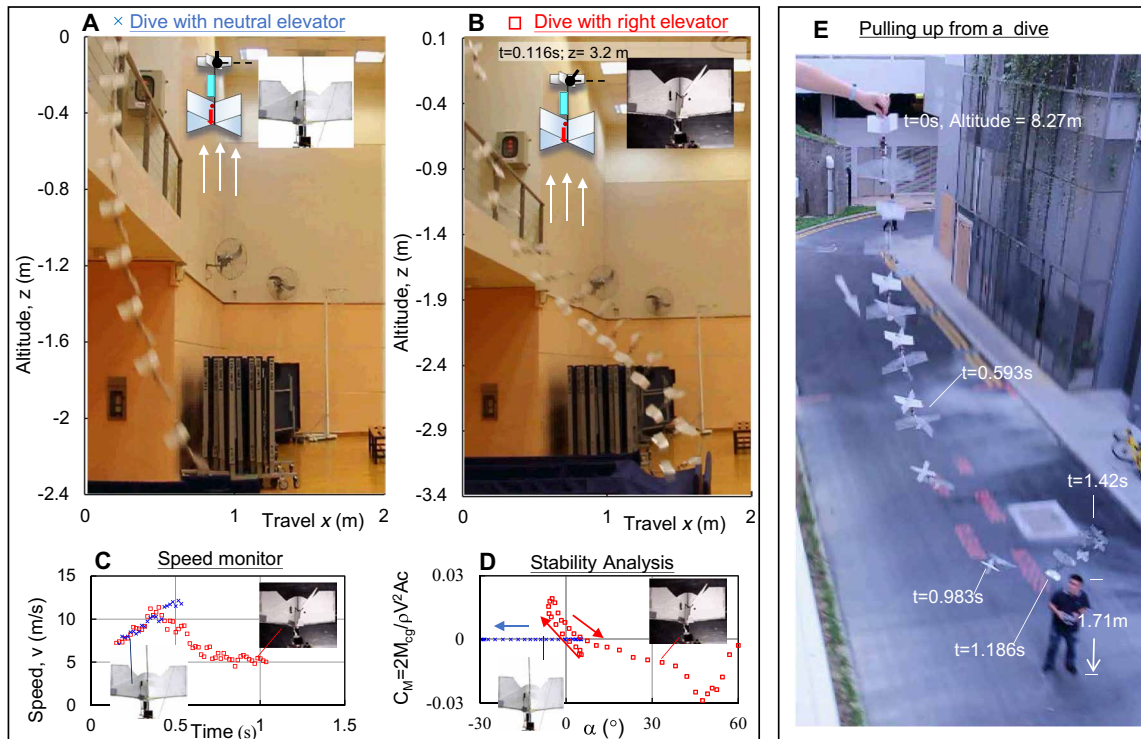 A
× Dive with neutral elevator
0
-0.4
-0.8
-1.2
-1.6
-2
-2.4
Altitude, z (m)
0
1
2
Travel x (m)
B
□ Dive with right elevator
t=0.116s; z= 3.2 m
0.1
-0.4
-0.9
-1.4
-1.9
-2.4
-2.9
-3.4
Altitude, z (m)
0
1
2
Travel x (m)
C
Speed monitor
15
10
5
0
Speed, v (m/s)
0
0.5
1
1.5
Time (s)
D
Stability Analysis
0.03
0
-0.03
C_M=2M_cg/ρV²Ac
-30
0
30
60
α (°)
E
Pulling up from a dive
t=0s, Altitude = 8.27m
t=0.593s
t=1.42s
t=0.983s
1.71m
t=1.186s